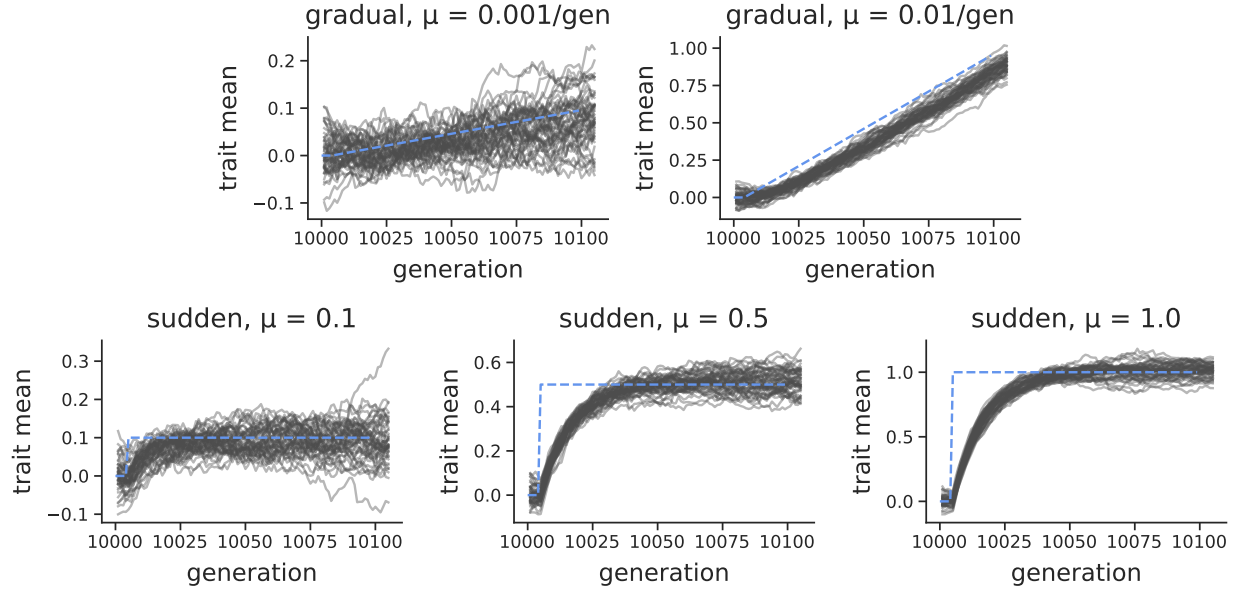 gradual, μ = 0.001/gen
gradual, μ = 0.01/gen
trait mean
0.2
0.1
0.0
−0.1
10000 10025 10050 10075 10100
generation
trait mean
1.00
0.75
0.50
0.25
0.00
10000 10025 10050 10075 10100
generation
sudden, μ = 0.1
sudden, μ = 0.5
sudden, μ = 1.0
trait mean
0.3
0.2
0.1
0.0
−0.1
10000 10025 10050 10075 10100
generation
trait mean
0.6
0.4
0.2
0.0
10000 10025 10050 10075 10100
generation
trait mean
1.0
0.5
0.0
10000 10025 10050 10075 10100
generation